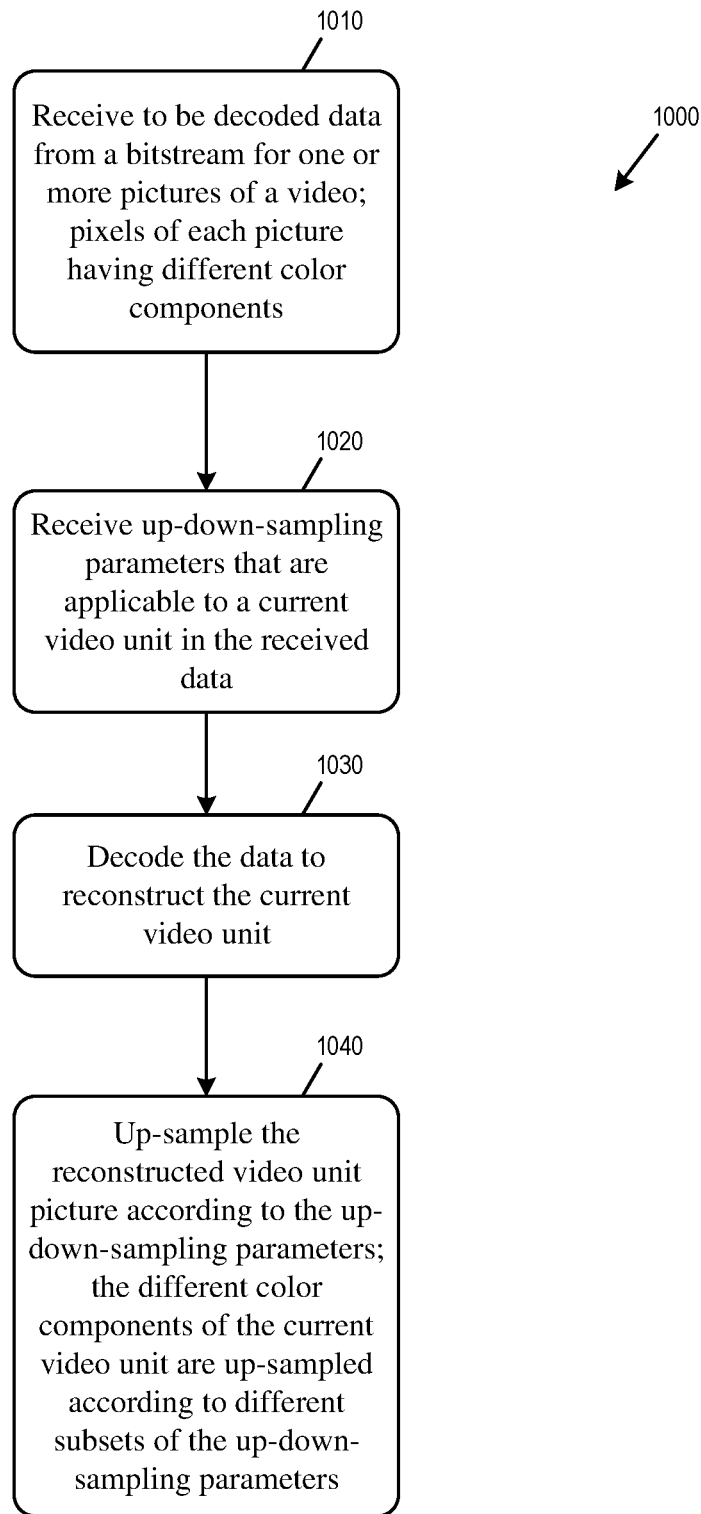 1010
1000
Receive to be decoded data
from a bitstream for one or
more pictures of a video;
pixels of each picture
having different color
components
1020
Receive up-down-sampling
parameters that are
applicable to a current
video unit in the received
data
1030
Decode the data to
reconstruct the current
video unit
1040
Up-sample the
reconstructed video unit
picture according to the up-
down-sampling parameters;
the different color
components of the current
video unit are up-sampled
according to different
subsets of the up-down-
sampling parameters